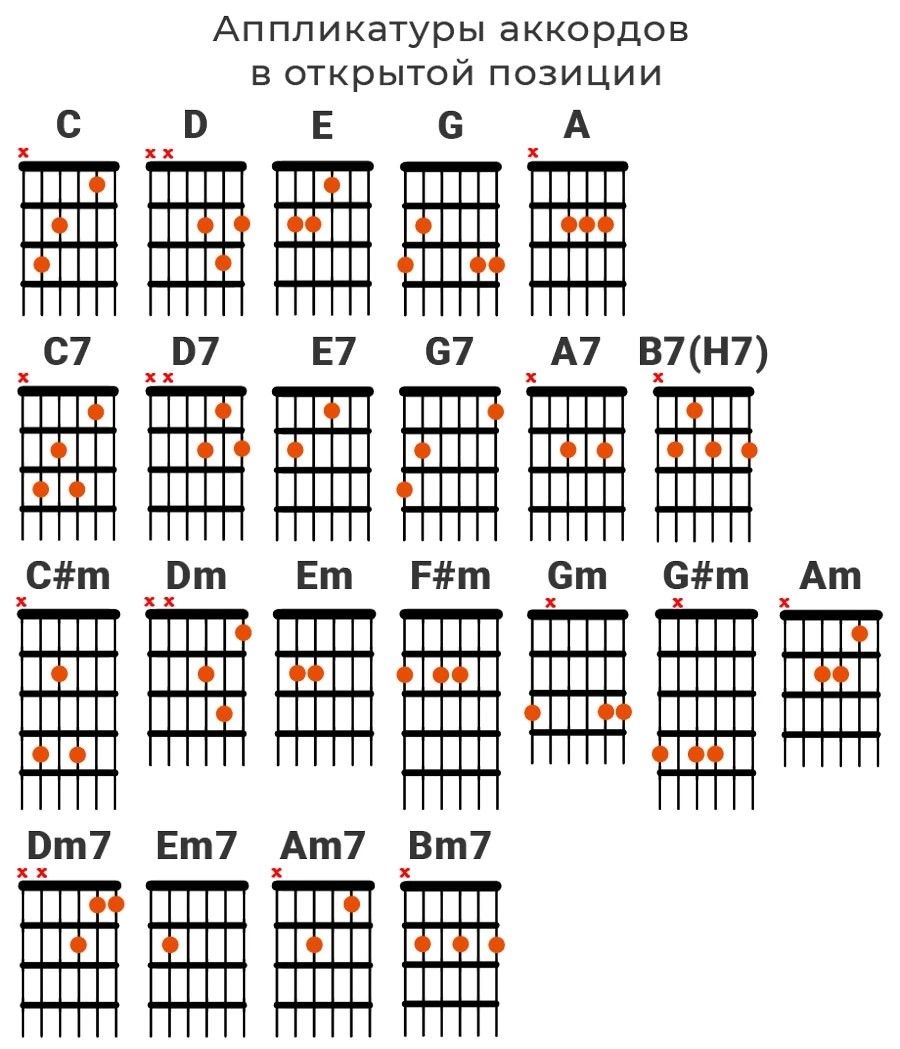 Аппликатуры аккордов
в открытой позиции
C D E G A
x x x x
C7 D7 E7 G7 A7 B7(H7)
x x x x x
C#m Dm Em F#m Gm G#m Am
x x x x x x
Dm7 Em7 Am7 Bm7
x x x x